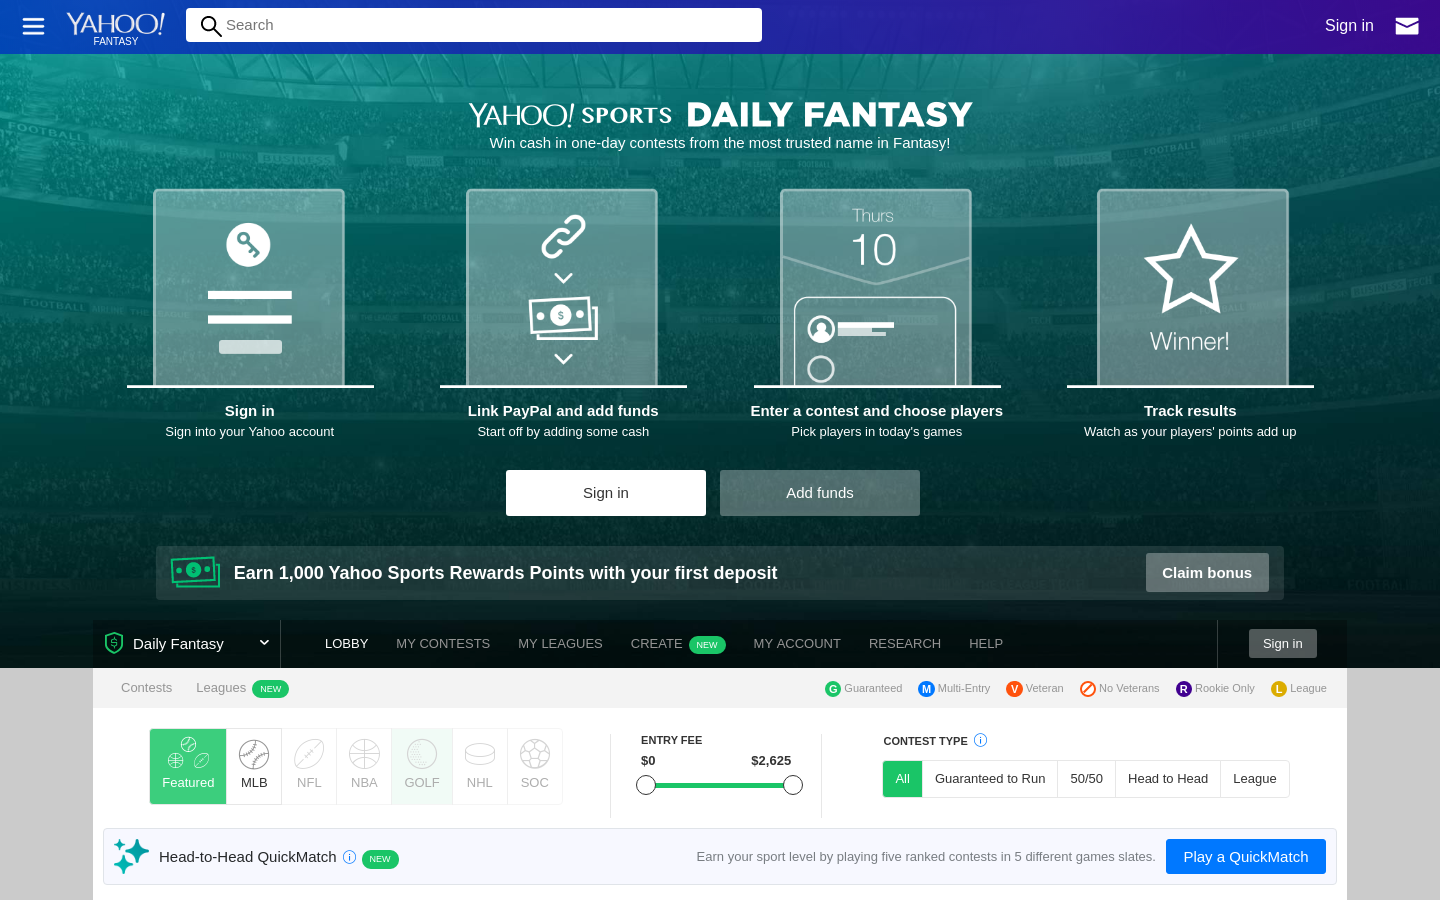 YAHOO!
FANTASY
Search
Sign in
YAHOO! SPORTS DAILY FANTASY
Win cash in one-day contests from the most trusted name in Fantasy!
Thurs
10
Winner!
Sign in
Sign into your Yahoo account
Link PayPal and add funds
Start off by adding some cash
Enter a contest and choose players
Pick players in today's games
Track results
Watch as your players' points add up
Sign in
Add funds
Earn 1,000 Yahoo Sports Rewards Points with your first deposit
Claim bonus
Daily Fantasy
LOBBY MY CONTESTS MY LEAGUES CREATE NEW MY ACCOUNT RESEARCH HELP
Sign in
Contests Leagues NEW
G Guaranteed M Multi-Entry V Veteran No Veterans R Rookie Only L League
Featured MLB NFL NBA GOLF NHL SOC
ENTRY FEE
$0 $2,625
CONTEST TYPE
All Guaranteed to Run 50/50 Head to Head League
Head-to-Head QuickMatch NEW
Earn your sport level by playing five ranked contests in 5 different games slates.
Play a QuickMatch